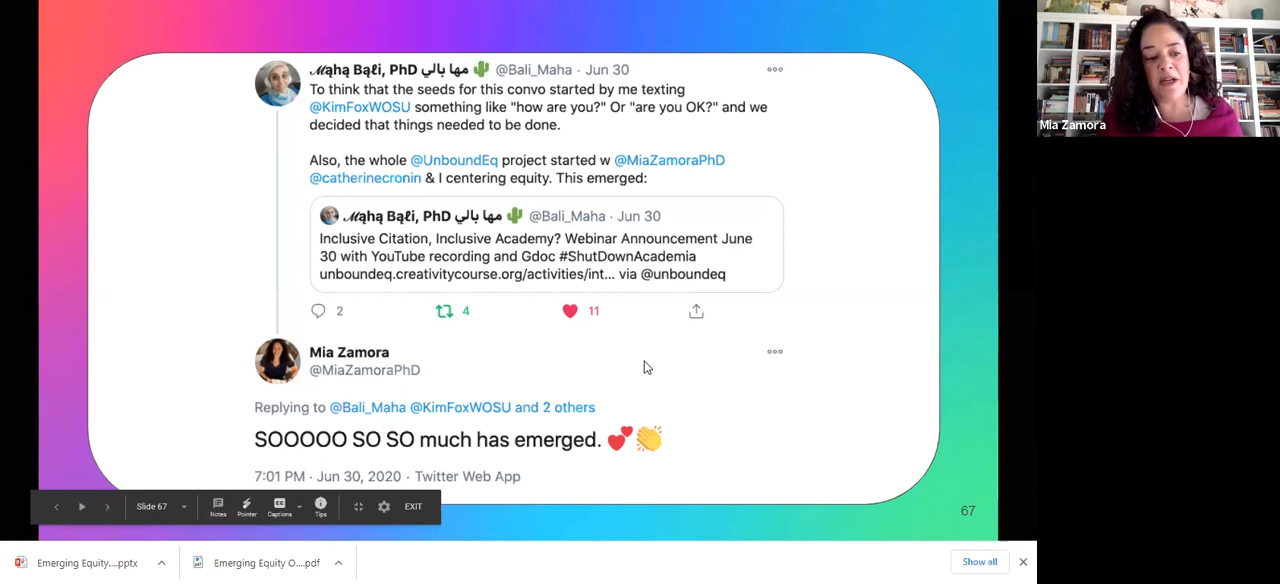 𝓜ąhą Bąℓi, PhD مها بالي 🌵 @Bali_Maha · Jun 30
To think that the seeds for this convo started by me texting
@KimFoxWOSU something like "how are you?" Or "are you OK?" and we
decided that things needed to be done.
Also, the whole @UnboundEq project started w @MiaZamoraPhD
@catherinecronin & I centering equity. This emerged:
𝓜ąhą Bąℓi, PhD مها بالي 🌵 @Bali_Maha · Jun 30
Inclusive Citation, Inclusive Academy? Webinar Announcement June
30 with YouTube recording and Gdoc #ShutDownAcademia
unboundeq.creativitycourse.org/activities/int... via @unboundeq
2 4 11
Mia Zamora
@MiaZamoraPhD
Replying to @Bali_Maha @KimFoxWOSU and 2 others
SOOOOO SO SO much has emerged. 💕👏
7:01 PM · Jun 30, 2020 · Twitter Web App
67
Slide 67 Notes Pointer Captions Tips EXIT
Emerging Equity....pptx Emerging Equity O....pdf Show all
Mia Zamora